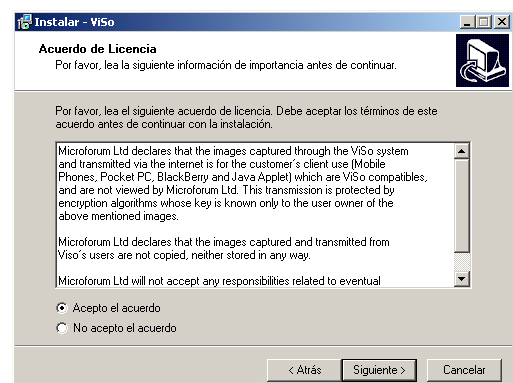 Instalar - ViSo
Acuerdo de Licencia
Por favor, lea la siguiente información de importancia antes de continuar.
Por favor, lea el siguiente acuerdo de licencia. Debe aceptar los términos de este
acuerdo antes de continuar con la instalación.
Microforum Ltd declares that the images captured through the ViSo system
and transmitted via the internet is for the customer´s client use (Mobile
Phones, Pocket PC, BlackBerry and Java Applet) which are ViSo compatibles,
and are not viewed by Microforum Ltd. This transmission is protected by
encryption algorithms whose key is known only to the user owner of the
above mentioned images.
Microforum Ltd declares that the images captured and transmitted from
Viso´s users are not copied, neither stored in any way.
Microforum Ltd will not accept any responsibilities related to eventual
Acepto el acuerdo
No acepto el acuerdo
< Atrás
Siguiente >
Cancelar